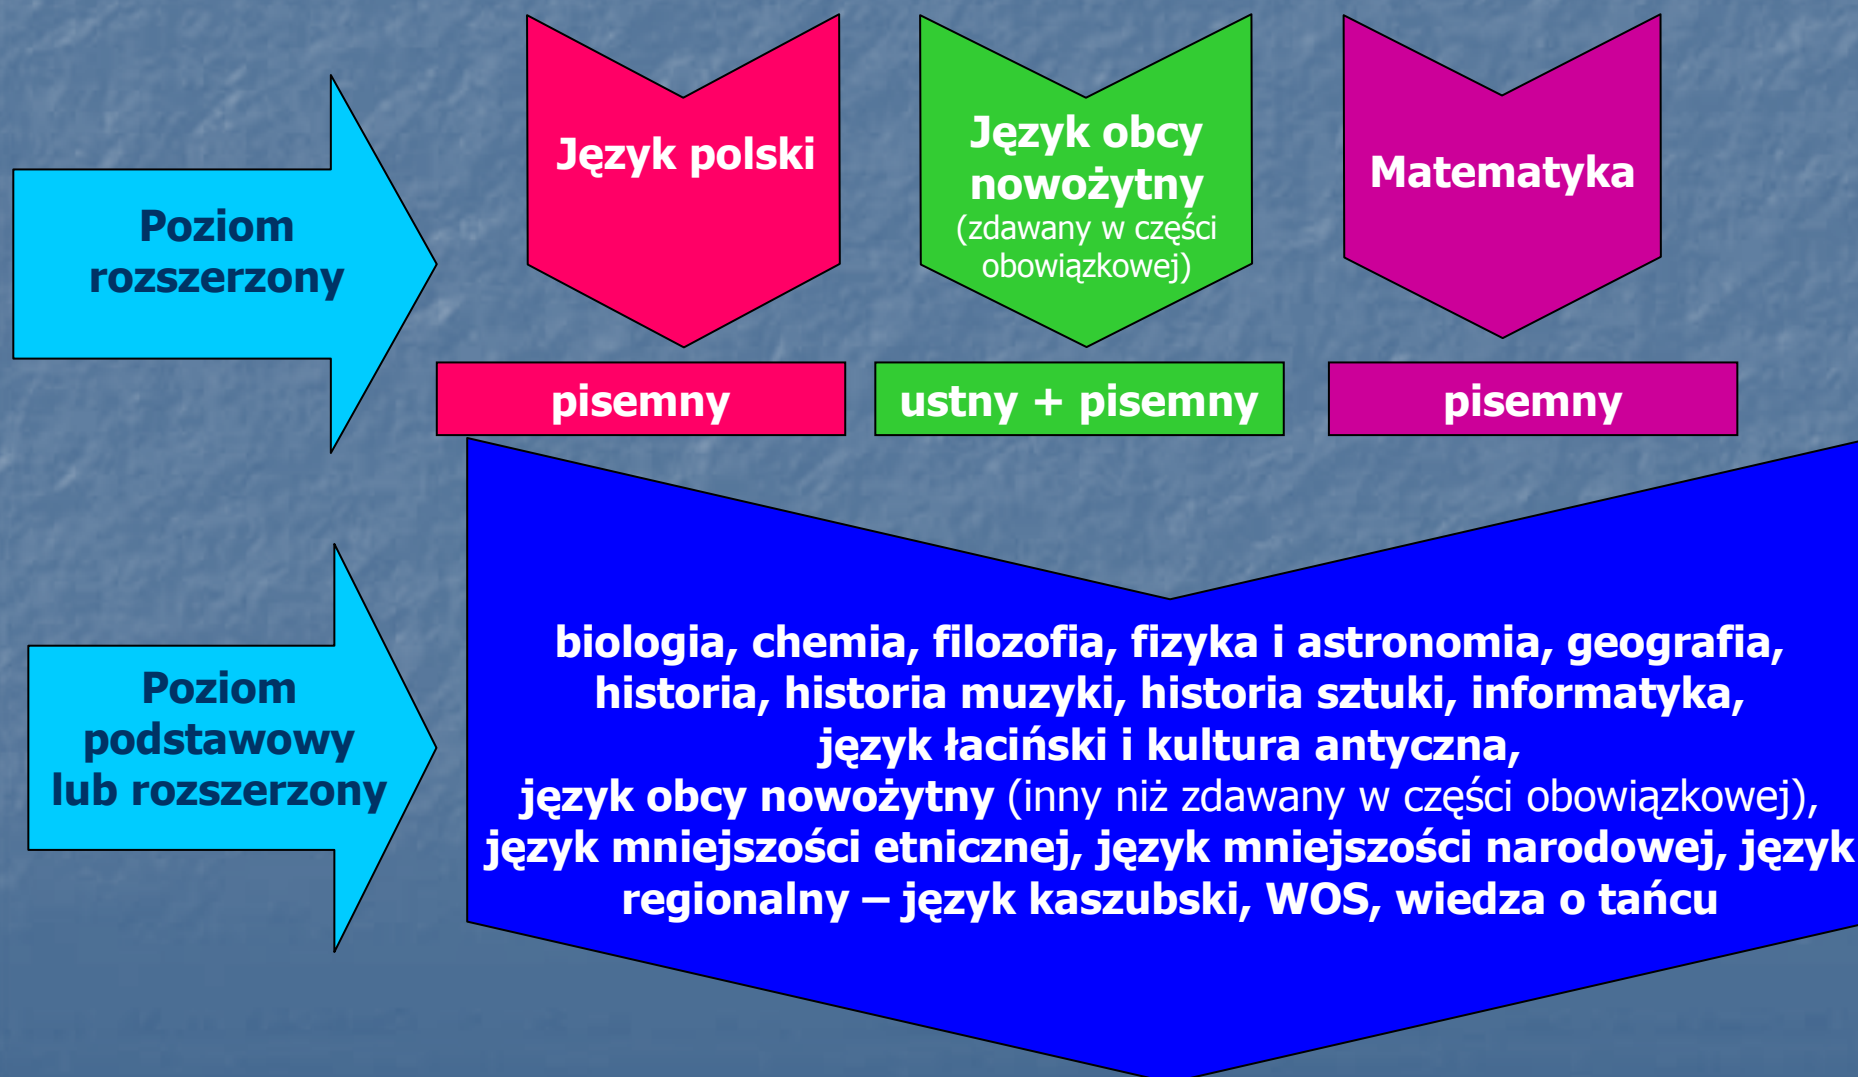 Poziom
rozszerzony
Język polski
Język obcy
nowożytny
(zdawany w części
obowiązkowej)
Matematyka
pisemny
ustny + pisemny
pisemny
Poziom
podstawowy
lub rozszerzony
biologia, chemia, filozofia, fizyka i astronomia, geografia,
historia, historia muzyki, historia sztuki, informatyka,
język łaciński i kultura antyczna,
język obcy nowożytny (inny niż zdawany w części obowiązkowej),
język mniejszości etnicznej, język mniejszości narodowej, język
regionalny – język kaszubski, WOS, wiedza o tańcu